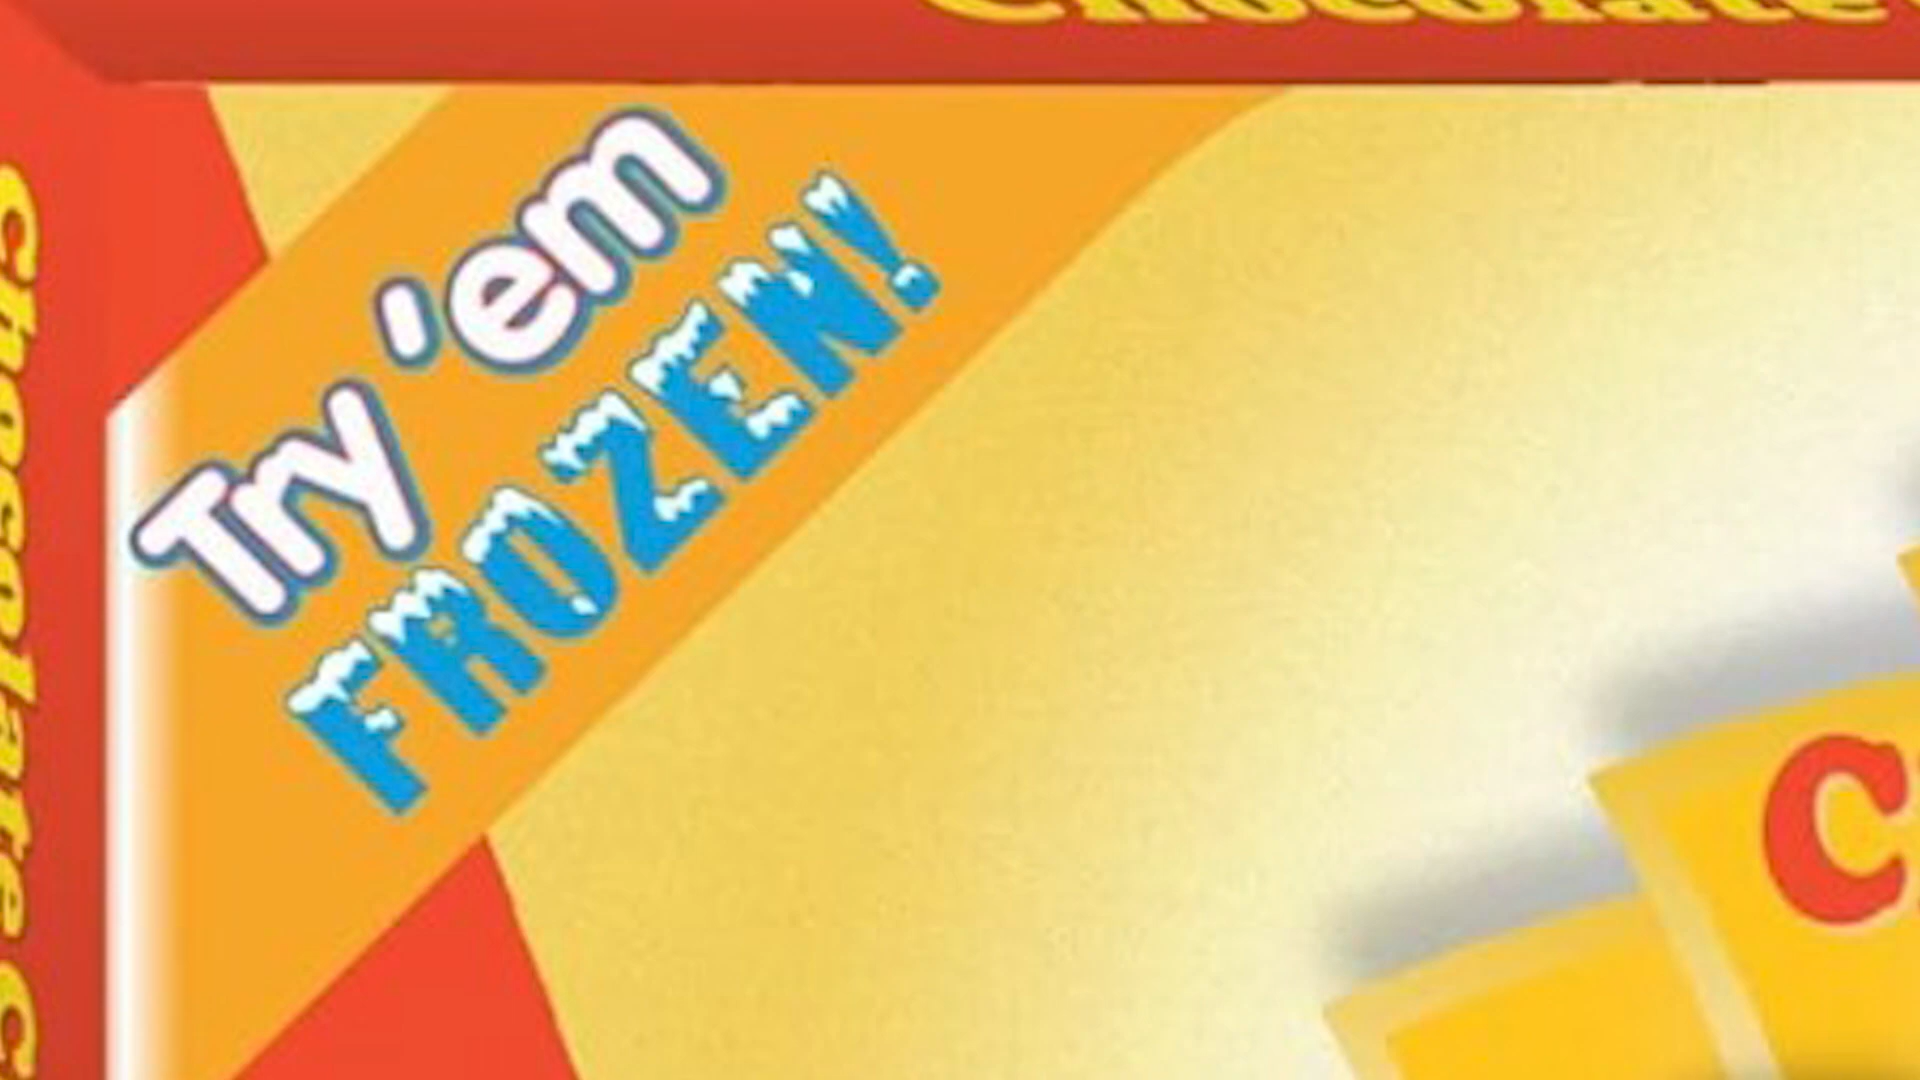 Chocolate
Try 'em
FROZEN!
Chocolate C
C